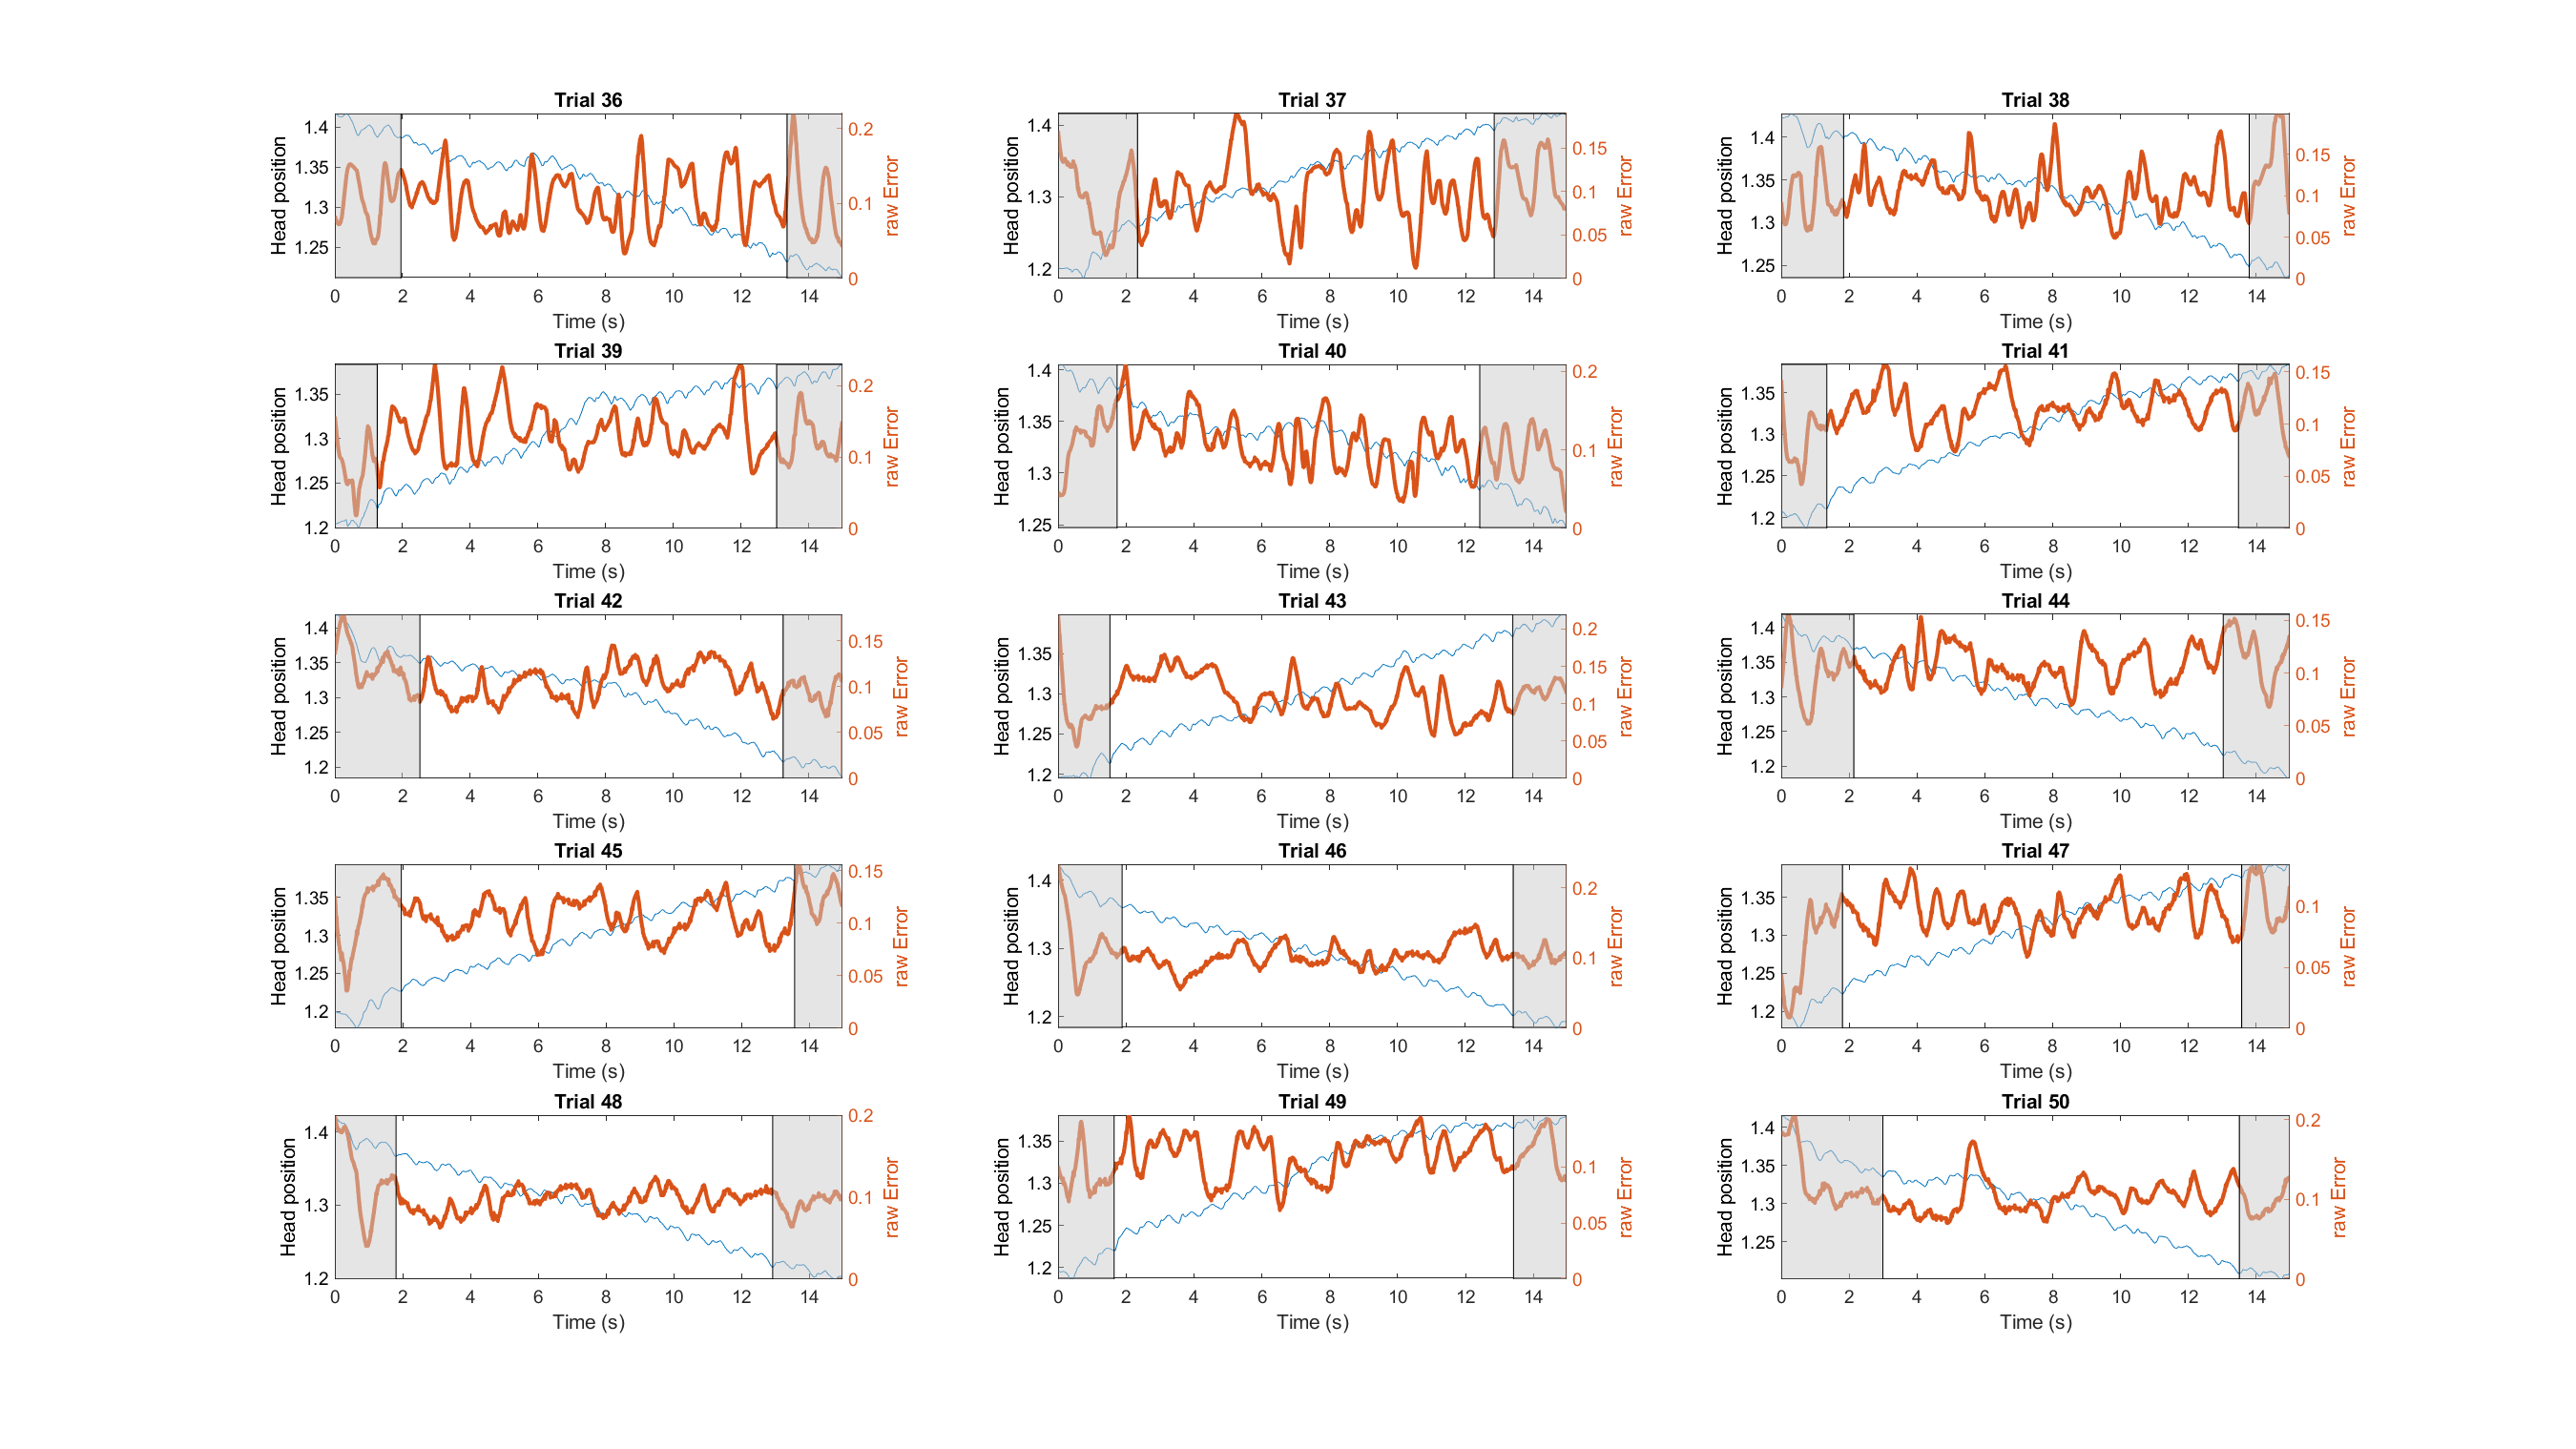 Trial 36
Head position
1.4
1.35
1.3
1.25
0.2
0.1
0
raw Error
0 2 4 6 8 10 12 14
Time (s)
Trial 37
Head position
1.4
1.3
1.2
0.15
0.1
0.05
0
raw Error
0 2 4 6 8 10 12 14
Time (s)
Trial 38
Head position
1.4
1.35
1.3
1.25
0.15
0.1
0.05
0
raw Error
0 2 4 6 8 10 12 14
Time (s)
Trial 39
Head position
1.35
1.3
1.25
1.2
0.2
0.1
0
raw Error
0 2 4 6 8 10 12 14
Time (s)
Trial 40
Head position
1.4
1.35
1.3
1.25
0.2
0.1
0
raw Error
0 2 4 6 8 10 12 14
Time (s)
Trial 41
Head position
1.35
1.3
1.25
1.2
0.15
0.1
0.05
0
raw Error
0 2 4 6 8 10 12 14
Time (s)
Trial 42
Head position
1.4
1.35
1.3
1.25
1.2
0.15
0.1
0.05
0
raw Error
0 2 4 6 8 10 12 14
Time (s)
Trial 43
Head position
1.35
1.3
1.25
1.2
0.2
0.15
0.1
0.05
0
raw Error
0 2 4 6 8 10 12 14
Time (s)
Trial 44
Head position
1.4
1.35
1.3
1.25
1.2
0.15
0.1
0.05
0
raw Error
0 2 4 6 8 10 12 14
Time (s)
Trial 45
Head position
1.35
1.3
1.25
1.2
0.15
0.1
0.05
0
raw Error
0 2 4 6 8 10 12 14
Time (s)
Trial 46
Head position
1.4
1.3
1.2
0.2
0.1
0
raw Error
0 2 4 6 8 10 12 14
Time (s)
Trial 47
Head position
1.35
1.3
1.25
1.2
0.1
0.05
0
raw Error
0 2 4 6 8 10 12 14
Time (s)
Trial 48
Head position
1.4
1.3
1.2
0.2
0.1
0
raw Error
0 2 4 6 8 10 12 14
Time (s)
Trial 49
Head position
1.35
1.3
1.25
1.2
0.1
0.05
0
raw Error
0 2 4 6 8 10 12 14
Time (s)
Trial 50
Head position
1.4
1.35
1.3
1.25
0.2
0.1
0
raw Error
0 2 4 6 8 10 12 14
Time (s)